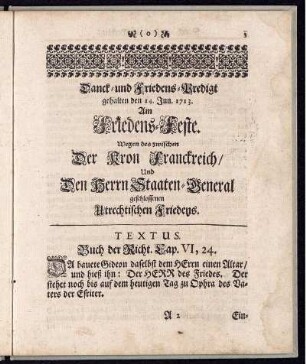 (o) 3
Danck- und Friedens-Predigt
gehalten den 14. Jun. 1713.
Am
Friedens-Feste.
Wegen des zwischen
Der Kron Franckreich/
Und
Den Herrn Staaten-General
geschlossenen
Utrechtischen Friedens.
TEXTUS.
Buch der Richt. Cap. VI, 24.
DA bauete Gideon daselbst dem HErrn einen Altar/
und hieß ihn: Der HERR des Friedes. Der
stehet noch bis auf dem heutigen Tag zu Ophra des Va-
ters der Esriter.
A 2 Ein-